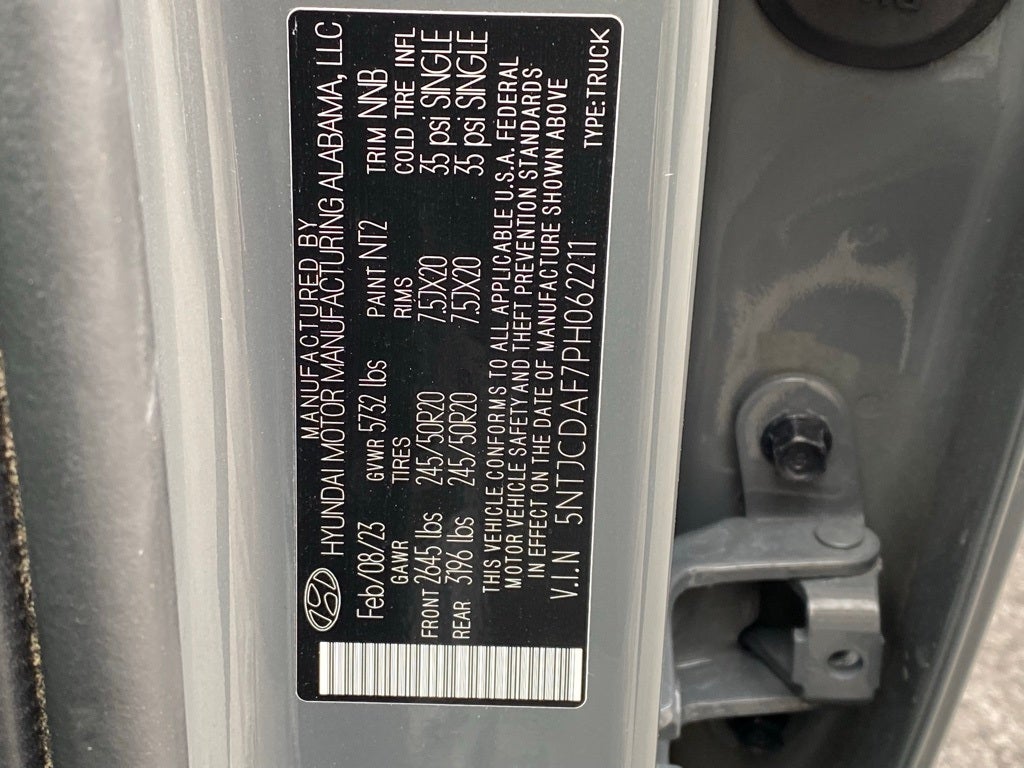 MANUFACTURED BY
HYUNDAI MOTOR MANUFACTURING ALABAMA, LLC
Feb/08/23 GVWR 5732 lbs PAINT NT2 TRIM NNB
GAWR TIRES RIMS COLD TIRE INFL
FRONT 2645 lbs 245/50R20 7.5JX20 35 psi SINGLE
REAR 3196 lbs 245/50R20 7.5JX20 35 psi SINGLE
THIS VEHICLE CONFORMS TO ALL APPLICABLE U.S.A. FEDERAL
MOTOR VEHICLE SAFETY AND THEFT PREVENTION STANDARDS
IN EFFECT ON THE DATE OF MANUFACTURE SHOWN ABOVE
V.I.N 5NTJCDAF7PH062211 TYPE:TRUCK